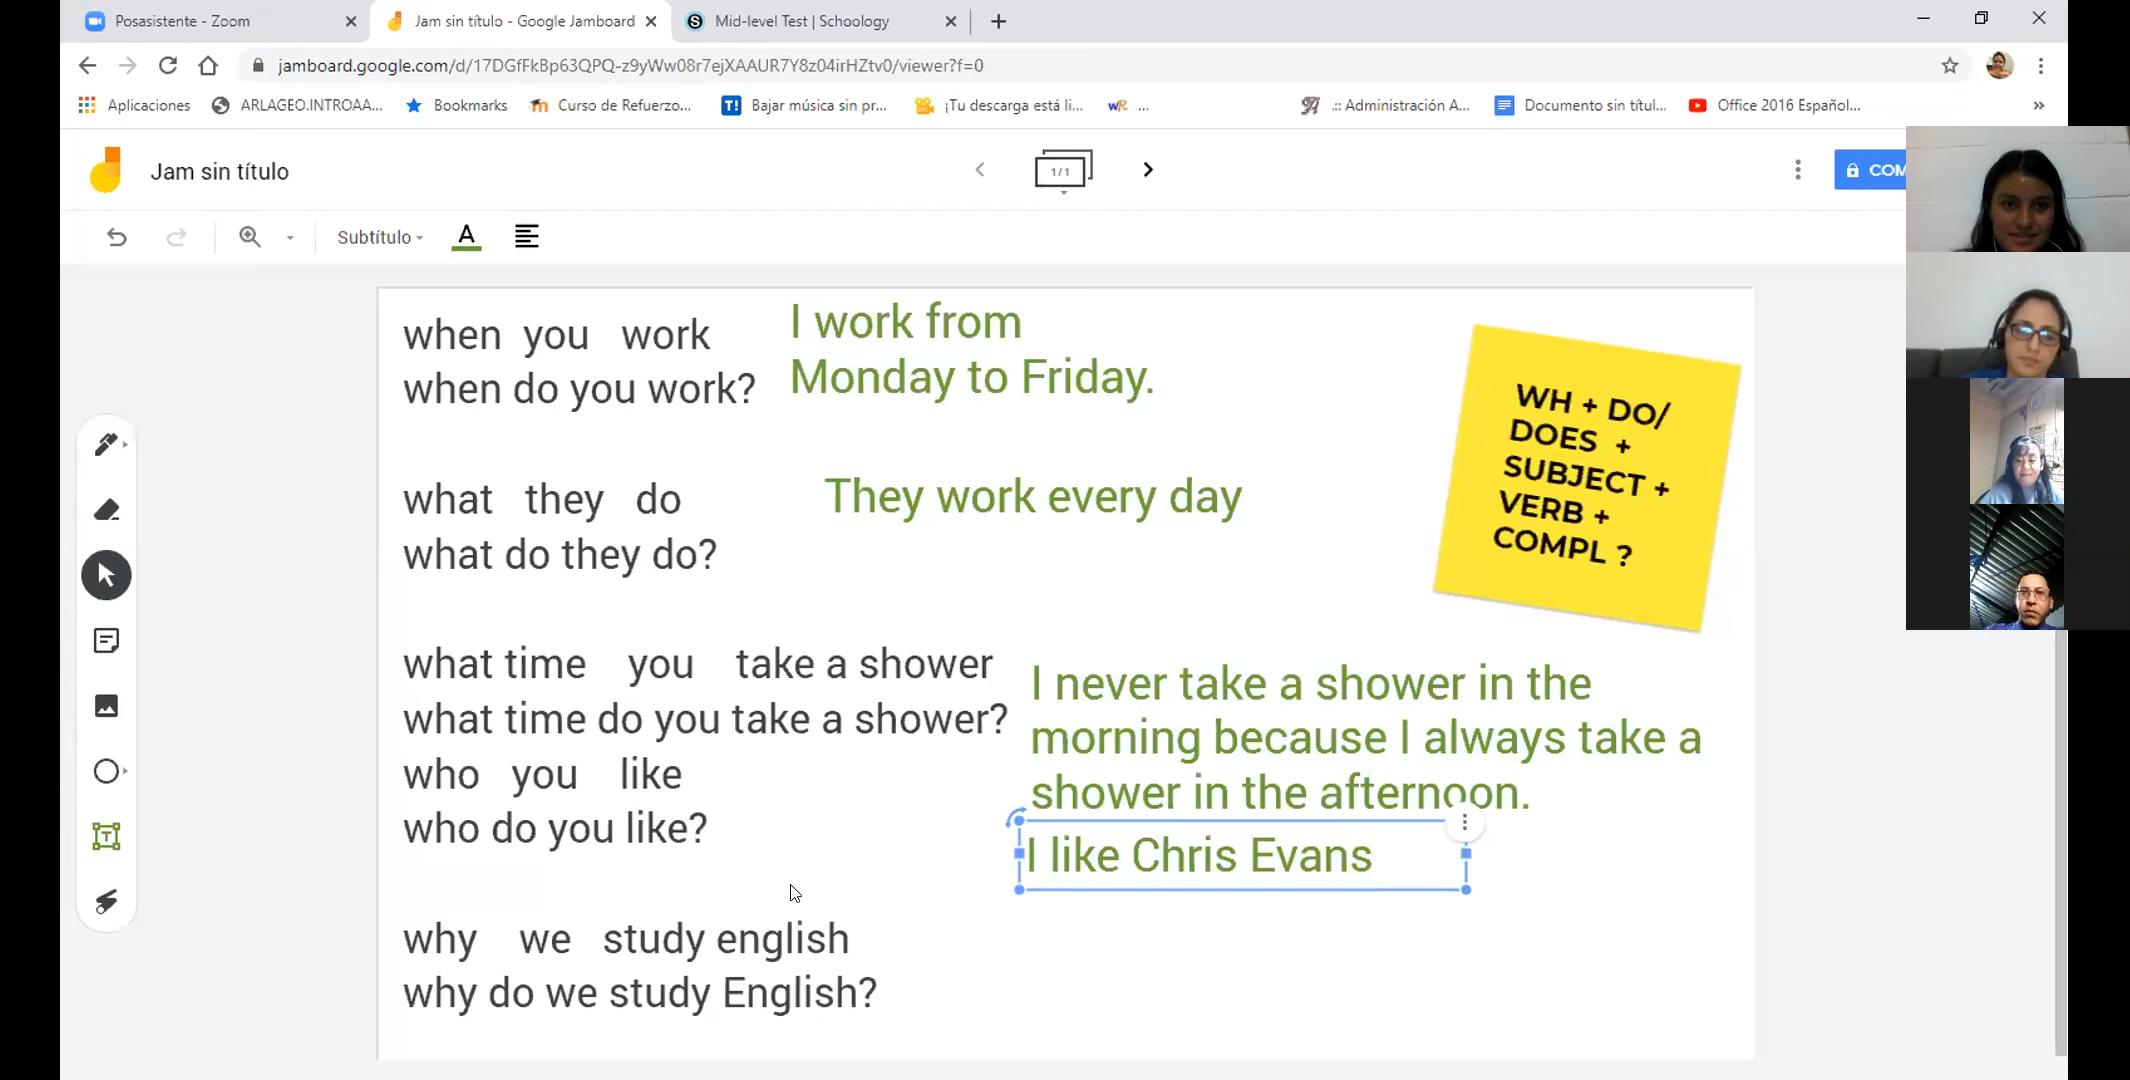 Posasistente - Zoom
Jam sin título - Google Jamboard
Mid-level Test | Schoology
jamboard.google.com/d/17DGfFkBp63QPQ-z9yWw08r7ejXAAUR7Y8z04irHZtv0/viewer?f=0
Aplicaciones
ARLAGEO.INTROAA...
Bookmarks
Curso de Refuerzo...
Bajar música sin pr...
¡Tu descarga está li...
...
.:: Administración A...
Documento sin títul...
Office 2016 Español...
Jam sin título
1/1
COM
Subtítulo
when you work
when do you work?
I work from
Monday to Friday.
what they do
what do they do?
They work every day
WH + DO/
DOES +
SUBJECT +
VERB +
COMPL ?
what time you take a shower
what time do you take a shower?
I never take a shower in the
morning because I always take a
shower in the afternoon.
who you like
who do you like?
I like Chris Evans
why we study english
why do we study English?